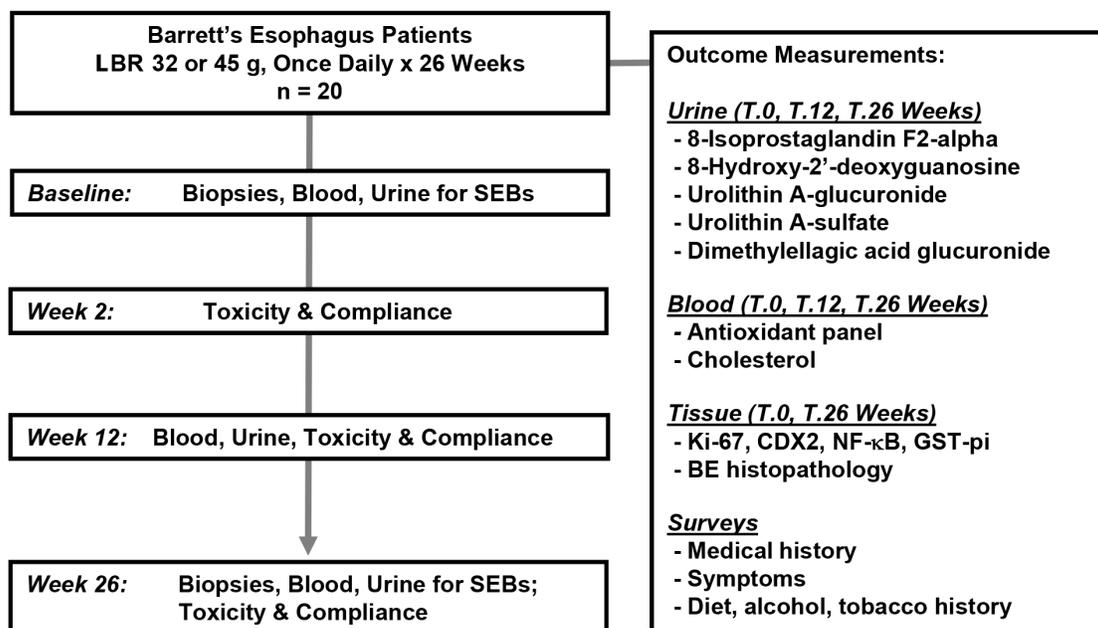 Barrett's Esophagus Patients
LBR 32 or 45 g, Once Daily x 26 Weeks
n = 20
Baseline: Biopsies, Blood, Urine for SEBs
Week 2: Toxicity & Compliance
Week 12: Blood, Urine, Toxicity & Compliance
Week 26: Biopsies, Blood, Urine for SEBs;
Toxicity & Compliance
Outcome Measurements:
Urine (T.0, T.12, T.26 Weeks)
- 8-Isoprostaglandin F2-alpha
- 8-Hydroxy-2'-deoxyguanosine
- Urolithin A-glucuronide
- Urolithin A-sulfate
- Dimethylellagic acid glucuronide
Blood (T.0, T.12, T.26 Weeks)
- Antioxidant panel
- Cholesterol
Tissue (T.0, T.26 Weeks)
- Ki-67, CDX2, NF-κB, GST-pi
- BE histopathology
Surveys
- Medical history
- Symptoms
- Diet, alcohol, tobacco history